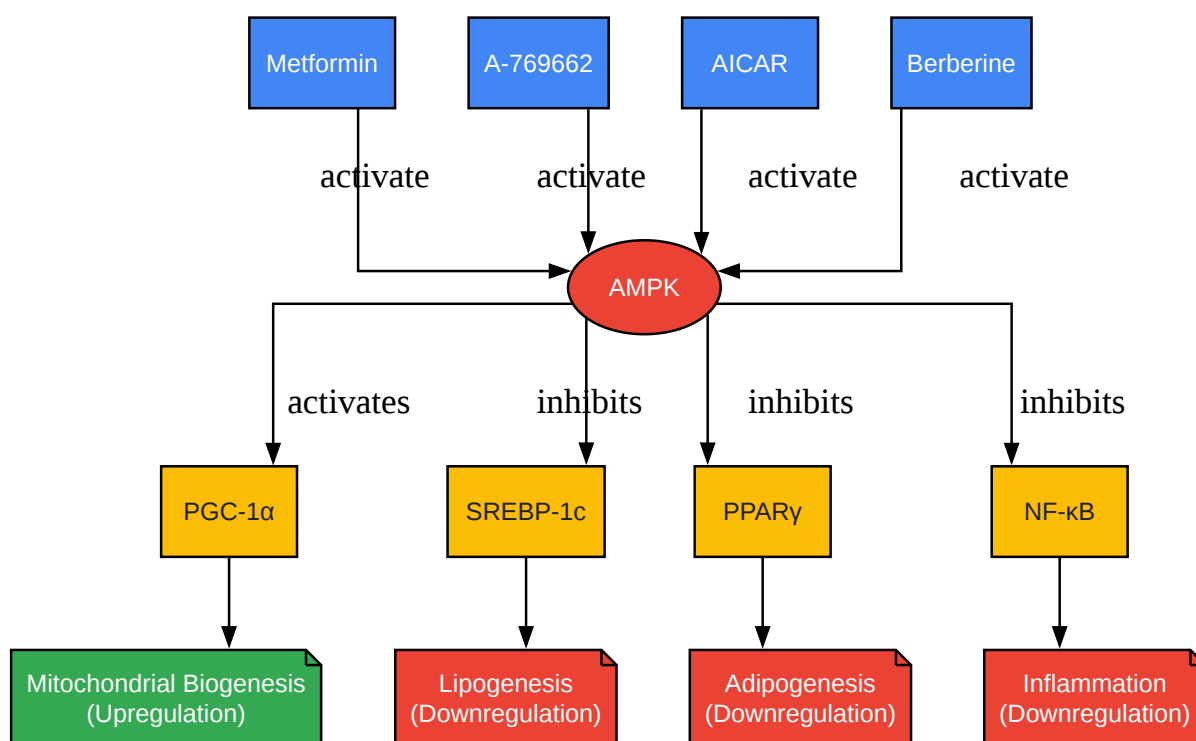 Metformin
A-769662
AICAR
Berberine
activate
activate
activate
activate
AMPK
activates
inhibits
inhibits
inhibits
PGC-1α
SREBP-1c
PPARγ
NF-κB
Mitochondrial Biogenesis
(Upregulation)
Lipogenesis
(Downregulation)
Adipogenesis
(Downregulation)
Inflammation
(Downregulation)